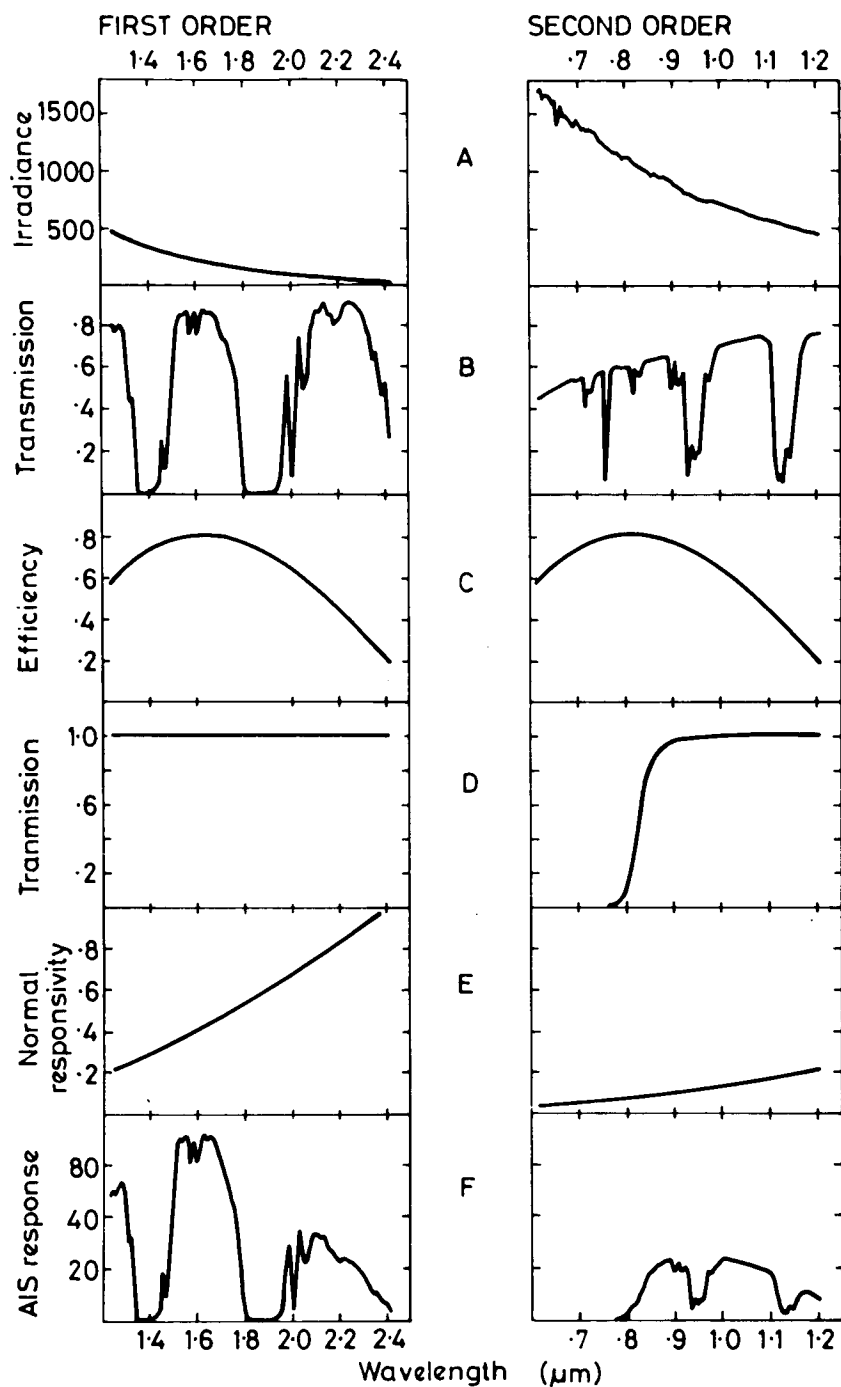 FIRST ORDER SECOND ORDER
1·4 1·6 1·8 2·0 2·2 2·4 ·7 ·8 ·9 1·0 1·1 1·2
Irradiance
1500
1000
500
A
Transmission
·8
·6
·4
·2
B
Efficiency
·8
·6
·4
·2
C
Tranmission
1·0
·6
·2
D
Normal
responsivity
·8
·6
·4
·2
E
AIS response
80
40
20
F
1·4 1·6 1·8 2·0 2·2 2·4 ·7 ·8 ·9 1·0 1·1 1·2
Wavelength (μm)